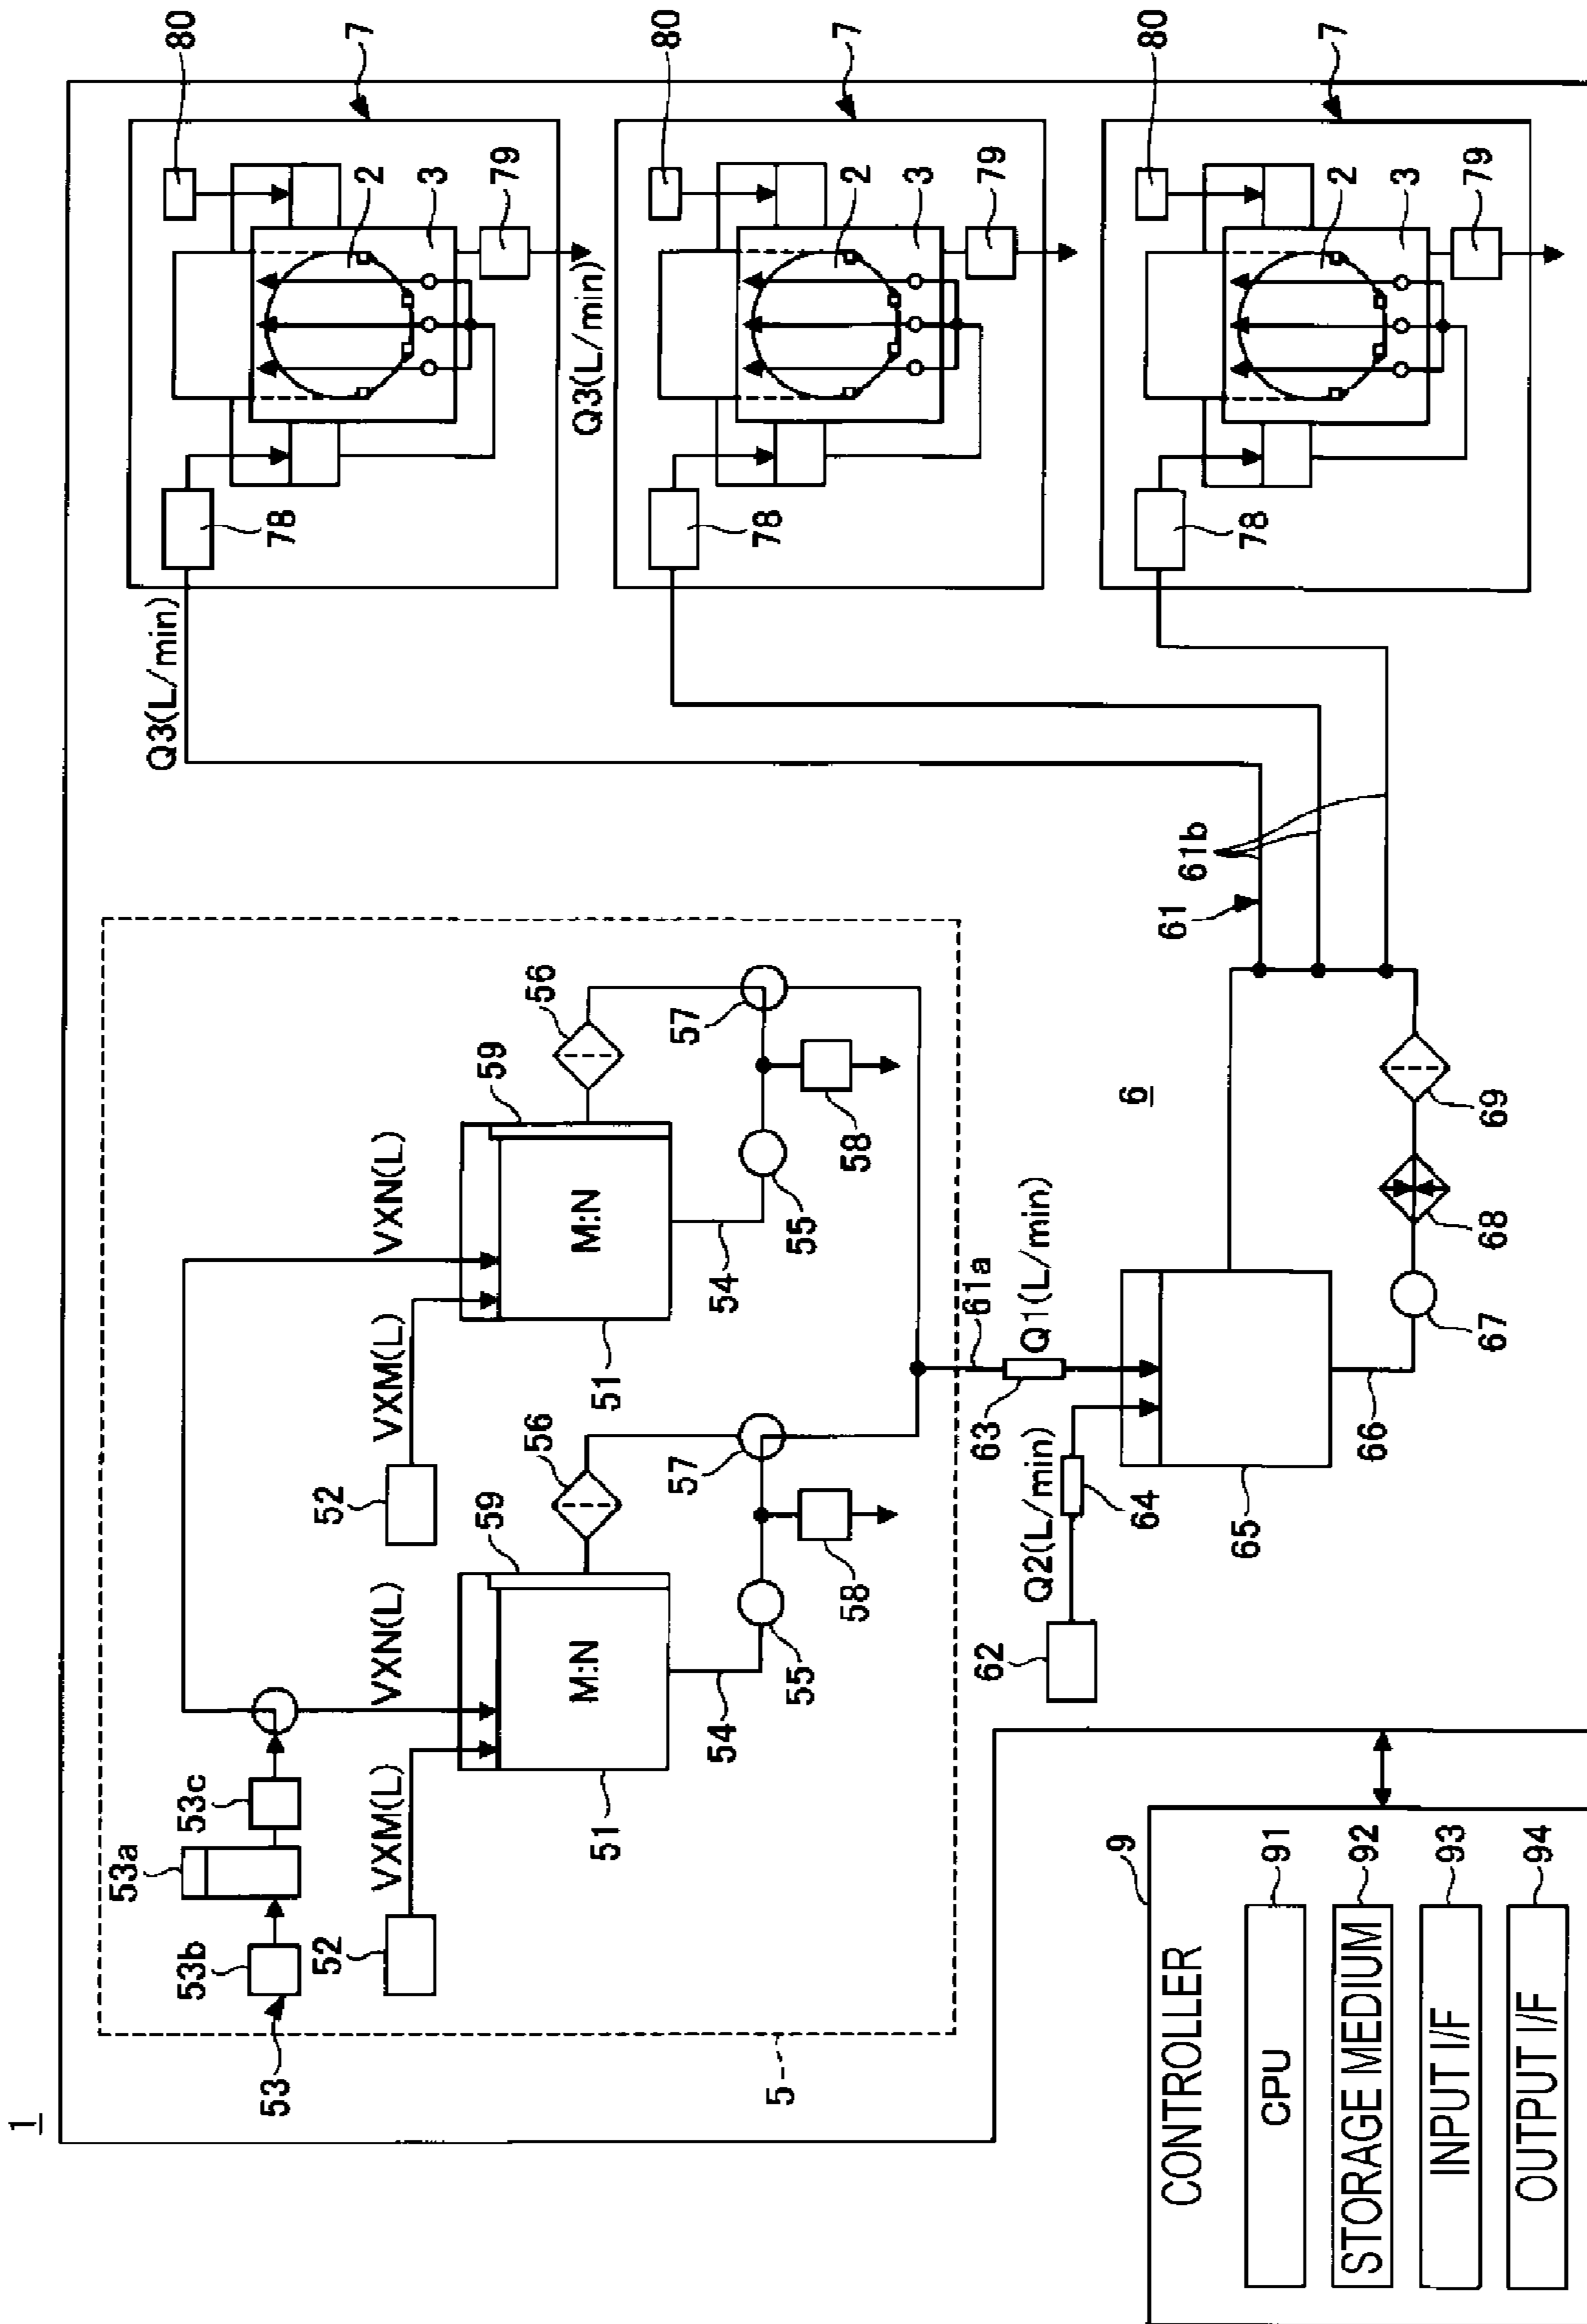 1
80
7
80
7
80
7
2
3
79
2
3
79
2
3
79
78
78
78
Q3(L/min)
Q3(L/min)
53
53b
53a
53c
52
VXM(L)
VXN(L)
52
VXM(L)
VXN(L)
59
56
59
56
M:N
M:N
51
51
54
54
57
57
55
55
58
58
5
61
61b
6
61a
Q1(L/min)
63
Q2(L/min)
64
62
65
66
67
68
69
9
CONTROLLER
CPU
91
STORAGE MEDIUM
92
INPUT I/F
93
OUTPUT I/F
94